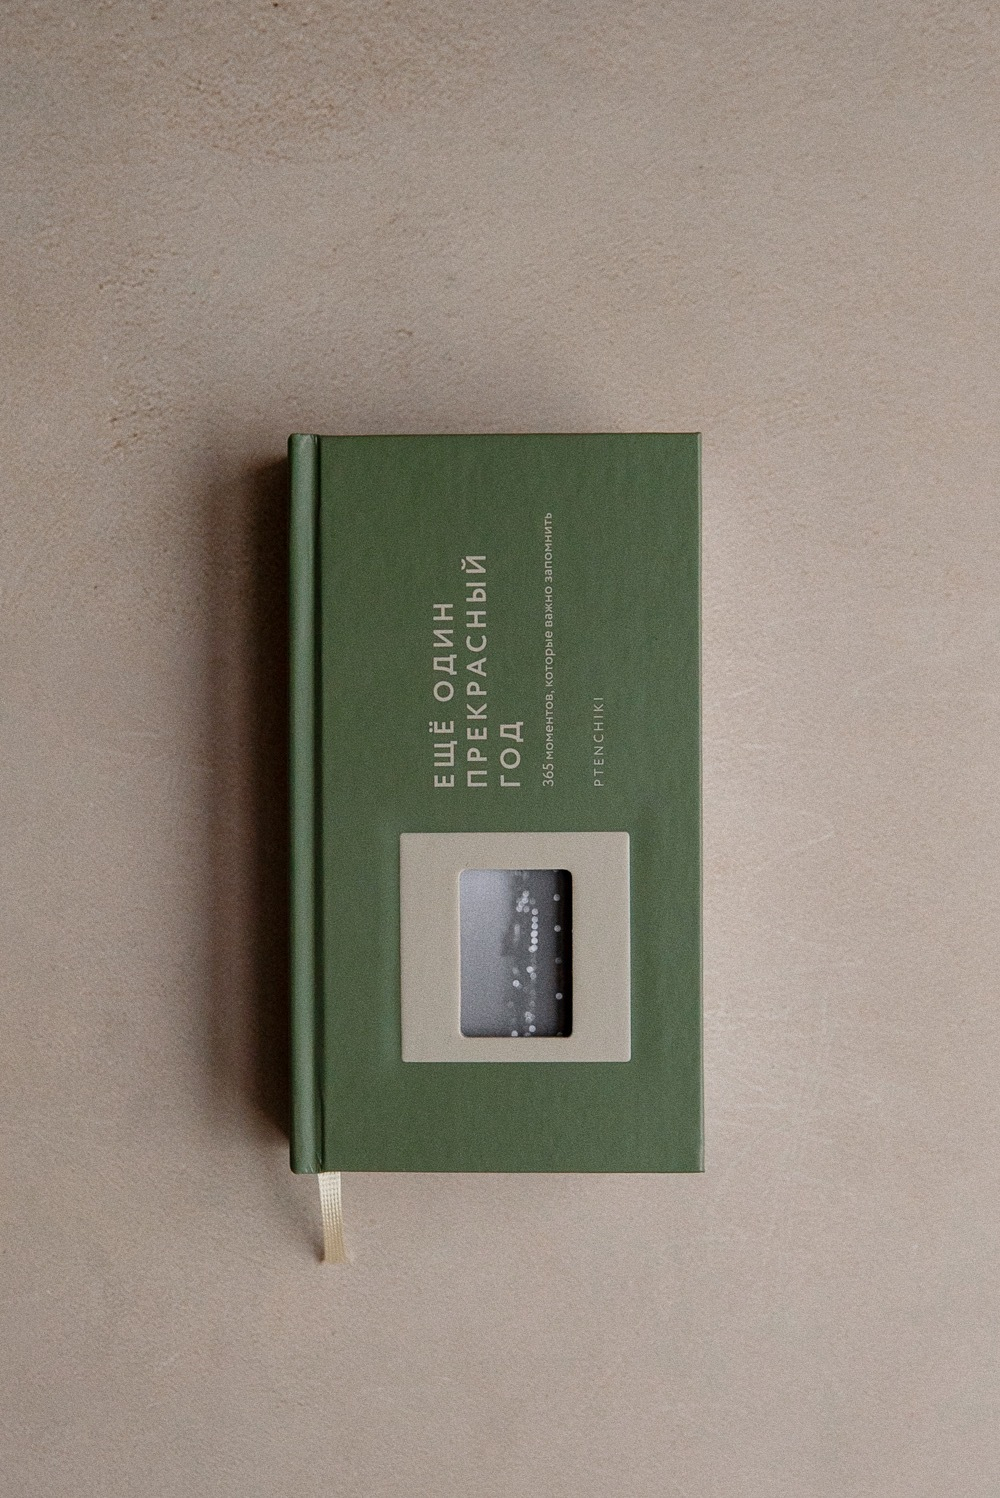 ЕЩЁ ОДИН
ПРЕКРАСНЫЙ
ГОД
365 моментов, которые важно запомнить
PTENCHIKI